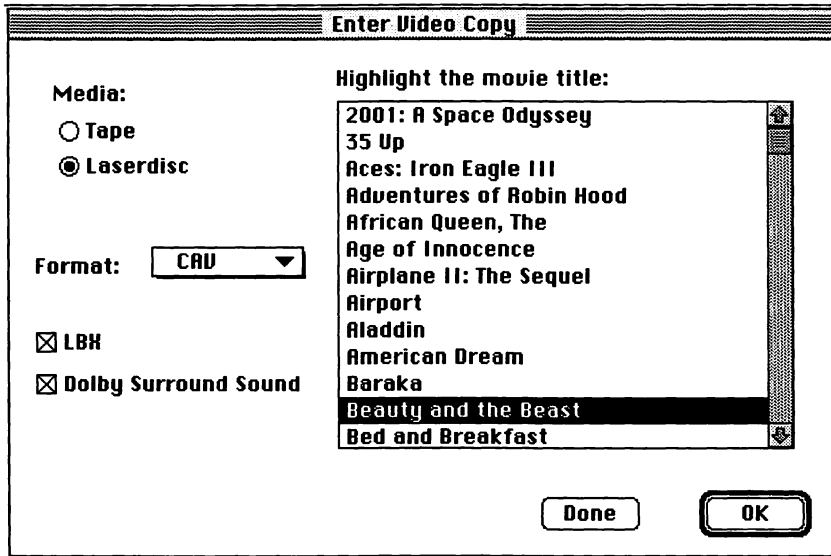 Enter Video Copy
Media:
Tape
Laserdisc
Format:
CAV
LBX
Dolby Surround Sound
Highlight the movie title:
2001: A Space Odyssey
35 Up
Aces: Iron Eagle III
Adventures of Robin Hood
African Queen, The
Age of Innocence
Airplane II: The Sequel
Airport
Aladdin
American Dream
Baraka
Beauty and the Beast
Bed and Breakfast
Done
OK